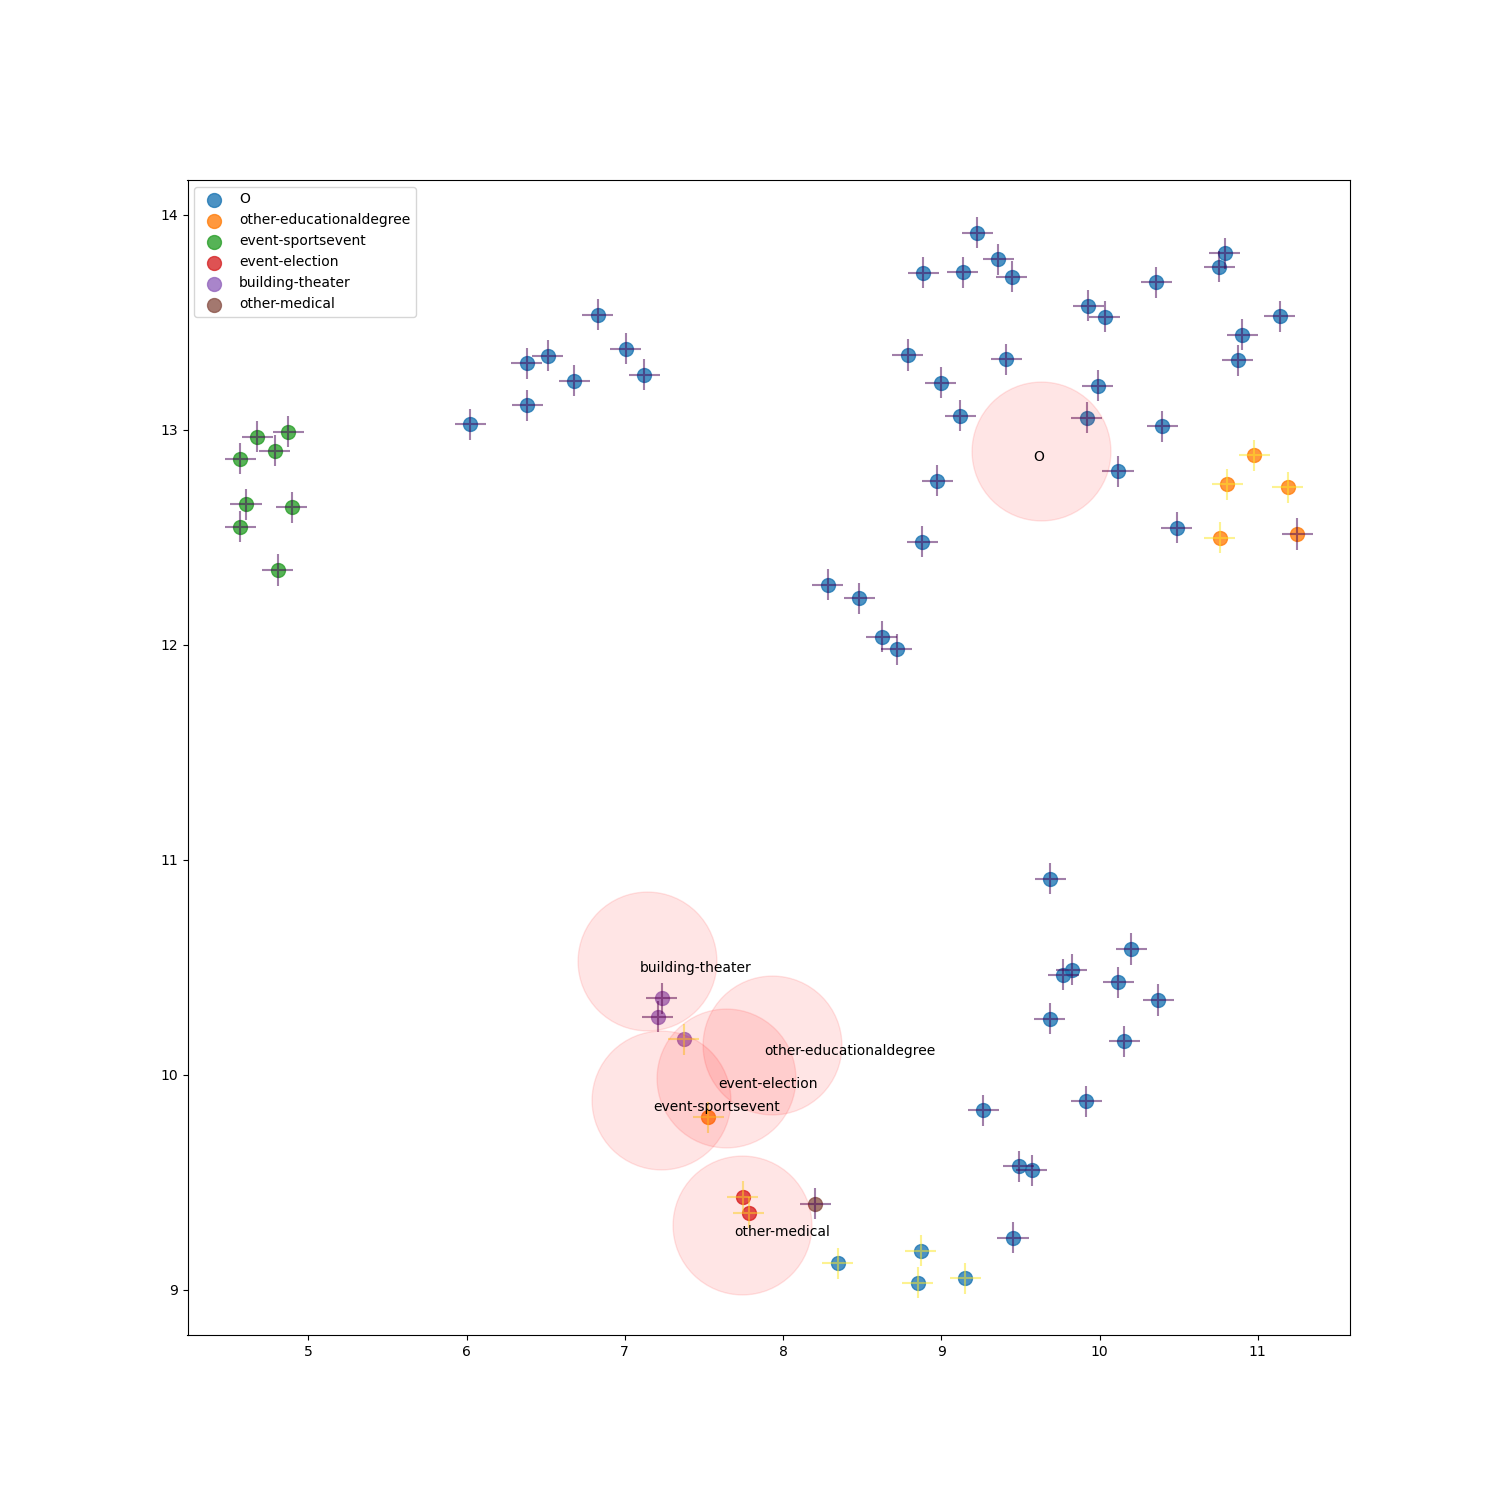 O
other-educationaldegree
event-sportsevent
event-election
building-theater
other-medical
14
13
12
11
10
9
O
building-theater
other-educationaldegree
event-election
event-sportsevent
other-medical
5 6 7 8 9 10 11